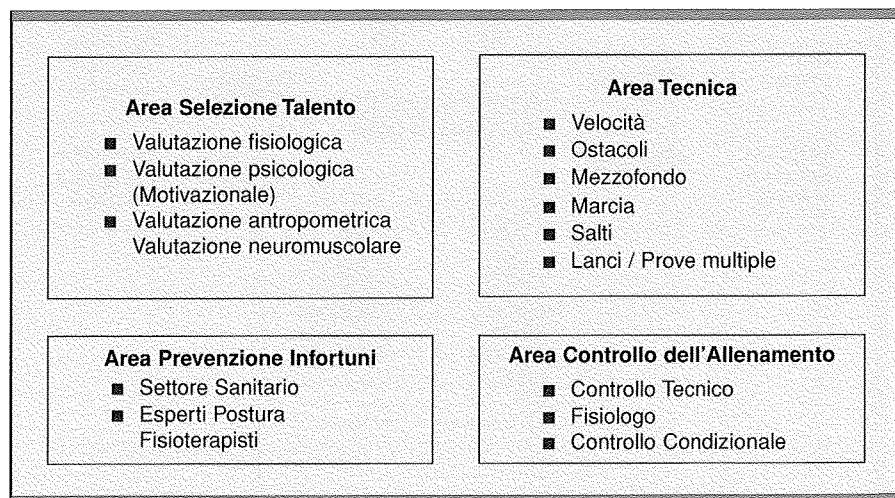 Area Selezione Talento
■ Valutazione fisiologica
■ Valutazione psicologica
(Motivazionale)
■ Valutazione antropometrica
Valutazione neuromuscolare
Area Tecnica
■ Velocità
■ Ostacoli
■ Mezzofondo
■ Marcia
■ Salti
■ Lanci / Prove multiple
Area Prevenzione Infortuni
■ Settore Sanitario
■ Esperti Postura
Fisioterapisti
Area Controllo dell'Allenamento
■ Controllo Tecnico
■ Fisiologo
■ Controllo Condizionale